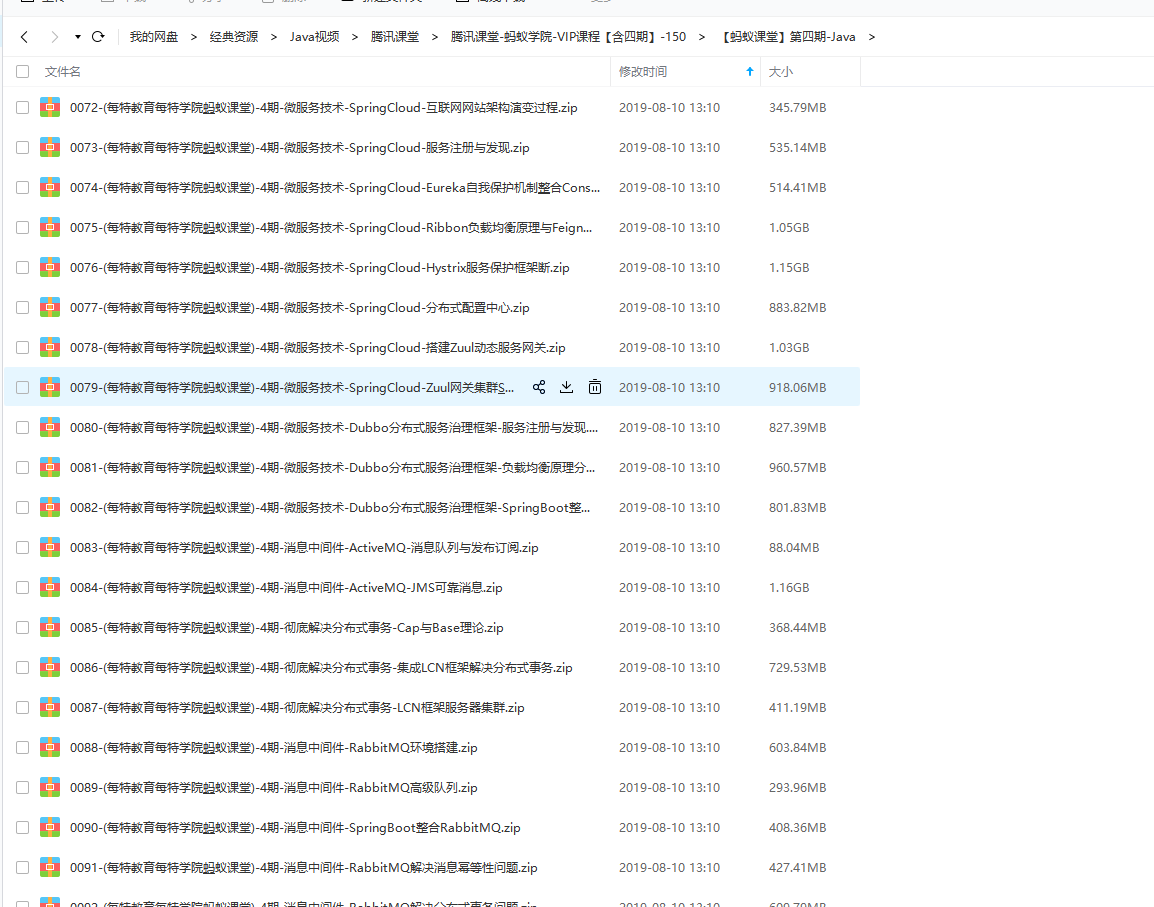 我的网盘 > 经典资源 > Java视频 > 腾讯课堂 > 腾讯课堂-蚂蚁学院-VIP课程【含四期】-150 > 【蚂蚁课堂】第四期-Java >
文件名 修改时间 大小
0072-(每特教育每特学院蚂蚁课堂)-4期-微服务技术-SpringCloud-互联网网站架构演变过程.zip 2019-08-10 13:10 345.79MB
0073-(每特教育每特学院蚂蚁课堂)-4期-微服务技术-SpringCloud-服务注册与发现.zip 2019-08-10 13:10 535.14MB
0074-(每特教育每特学院蚂蚁课堂)-4期-微服务技术-SpringCloud-Eureka自我保护机制整合Cons... 2019-08-10 13:10 514.41MB
0075-(每特教育每特学院蚂蚁课堂)-4期-微服务技术-SpringCloud-Ribbon负载均衡原理与Feign... 2019-08-10 13:10 1.05GB
0076-(每特教育每特学院蚂蚁课堂)-4期-微服务技术-SpringCloud-Hystrix服务保护框架断.zip 2019-08-10 13:10 1.15GB
0077-(每特教育每特学院蚂蚁课堂)-4期-微服务技术-SpringCloud-分布式配置中心.zip 2019-08-10 13:10 883.82MB
0078-(每特教育每特学院蚂蚁课堂)-4期-微服务技术-SpringCloud-搭建Zuul动态服务网关.zip 2019-08-10 13:10 1.03GB
0079-(每特教育每特学院蚂蚁课堂)-4期-微服务技术-SpringCloud-Zuul网关集群S... 2019-08-10 13:10 918.06MB
0080-(每特教育每特学院蚂蚁课堂)-4期-微服务技术-Dubbo分布式服务治理框架-服务注册与发现.... 2019-08-10 13:10 827.39MB
0081-(每特教育每特学院蚂蚁课堂)-4期-微服务技术-Dubbo分布式服务治理框架-负载均衡原理分... 2019-08-10 13:10 960.57MB
0082-(每特教育每特学院蚂蚁课堂)-4期-微服务技术-Dubbo分布式服务治理框架-SpringBoot整... 2019-08-10 13:10 801.83MB
0083-(每特教育每特学院蚂蚁课堂)-4期-消息中间件-ActiveMQ-消息队列与发布订阅.zip 2019-08-10 13:10 88.04MB
0084-(每特教育每特学院蚂蚁课堂)-4期-消息中间件-ActiveMQ-JMS可靠消息.zip 2019-08-10 13:10 1.16GB
0085-(每特教育每特学院蚂蚁课堂)-4期-彻底解决分布式事务-Cap与Base理论.zip 2019-08-10 13:10 368.44MB
0086-(每特教育每特学院蚂蚁课堂)-4期-彻底解决分布式事务-集成LCN框架解决分布式事务.zip 2019-08-10 13:10 729.53MB
0087-(每特教育每特学院蚂蚁课堂)-4期-彻底解决分布式事务-LCN框架服务器集群.zip 2019-08-10 13:10 411.19MB
0088-(每特教育每特学院蚂蚁课堂)-4期-消息中间件-RabbitMQ环境搭建.zip 2019-08-10 13:10 603.84MB
0089-(每特教育每特学院蚂蚁课堂)-4期-消息中间件-RabbitMQ高级队列.zip 2019-08-10 13:10 293.96MB
0090-(每特教育每特学院蚂蚁课堂)-4期-消息中间件-SpringBoot整合RabbitMQ.zip 2019-08-10 13:10 408.36MB
0091-(每特教育每特学院蚂蚁课堂)-4期-消息中间件-RabbitMQ解决消息幂等性问题.zip 2019-08-10 13:10 427.41MB